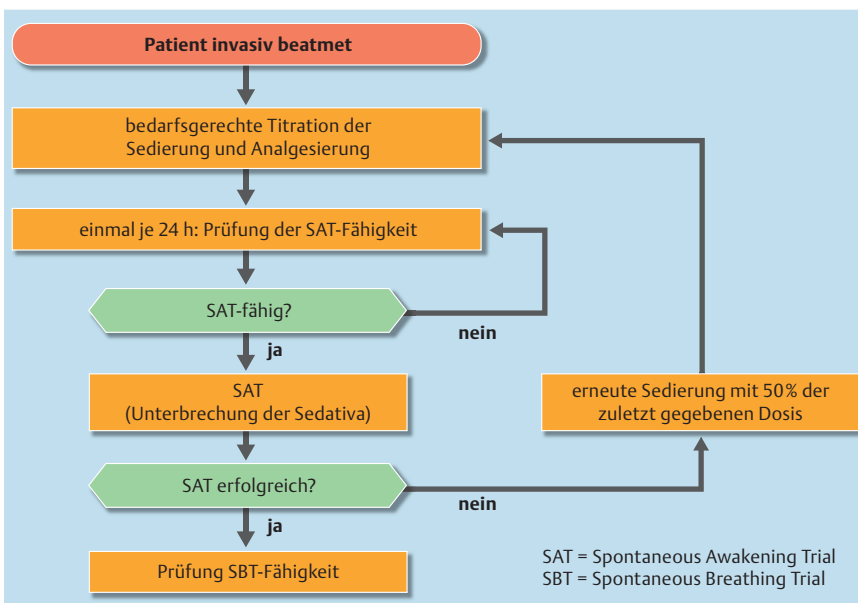 Patient invasiv beatmet
bedarfsgerechte Titration der
Sedierung und Analgesierung
einmal je 24 h: Prüfung der SAT-Fähigkeit
SAT-fähig?
nein
ja
SAT
(Unterbrechung der Sedativa)
erneute Sedierung mit 50% der
zuletzt gegebenen Dosis
SAT erfolgreich?
nein
ja
Prüfung SBT-Fähigkeit
SAT = Spontaneous Awakening Trial
SBT = Spontaneous Breathing Trial